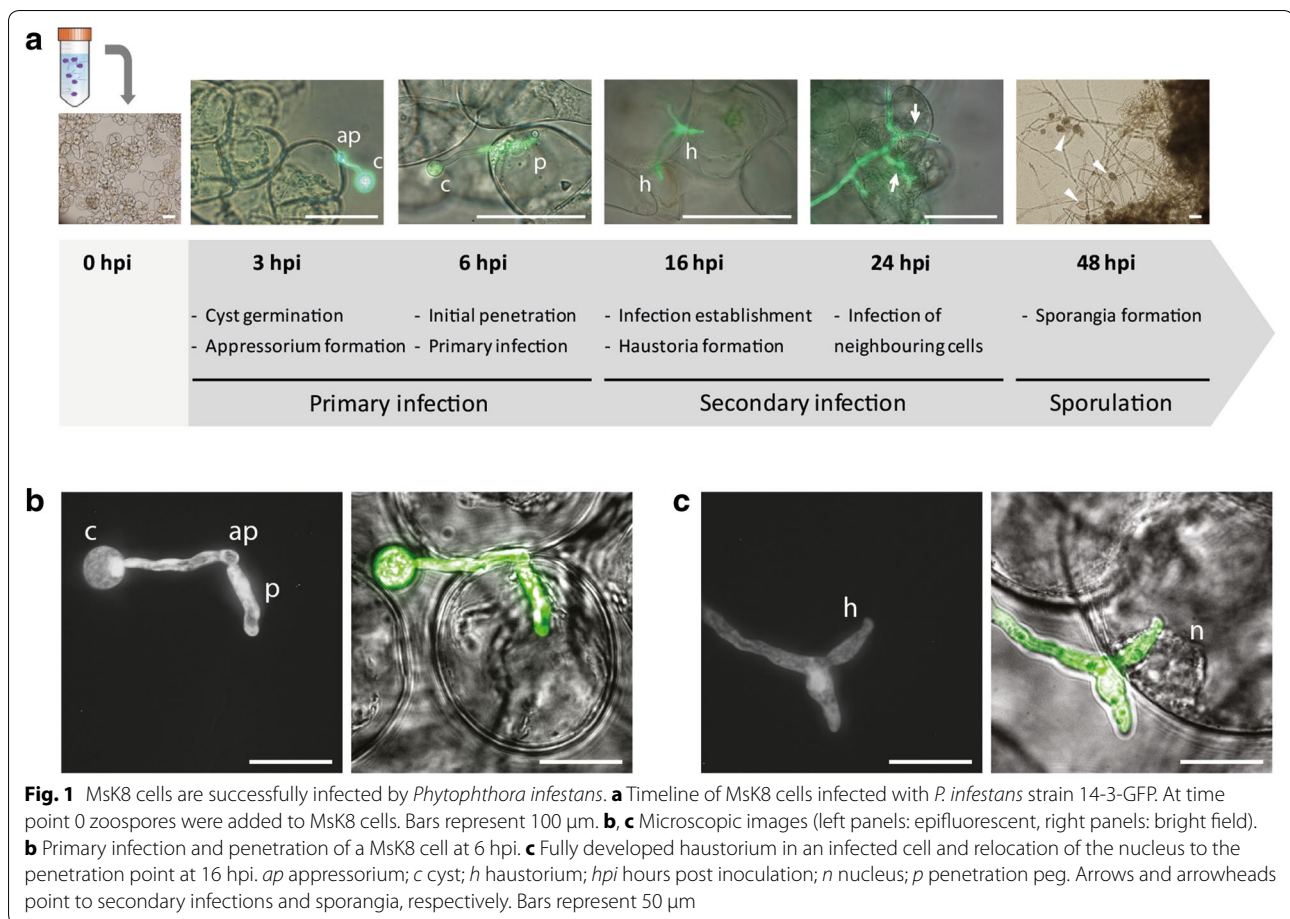 a
ap
c
c
p
h
h
0 hpi
3 hpi
6 hpi
16 hpi
24 hpi
48 hpi
- Cyst germination
- Appressorium formation
- Initial penetration
- Primary infection
- Infection establishment
- Haustoria formation
- Infection of
neighbouring cells
- Sporangia formation
Primary infection
Secondary infection
Sporulation
b
c
ap
p
c
h
n
Fig. 1 MsK8 cells are successfully infected by Phytophthora infestans. a Timeline of MsK8 cells infected with P. infestans strain 14-3-GFP. At time
point 0 zoospores were added to MsK8 cells. Bars represent 100 µm. b, c Microscopic images (left panels: epifluorescent, right panels: bright field).
b Primary infection and penetration of a MsK8 cell at 6 hpi. c Fully developed haustorium in an infected cell and relocation of the nucleus to the
penetration point at 16 hpi. ap appressorium; c cyst; h haustorium; hpi hours post inoculation; n nucleus; p penetration peg. Arrows and arrowheads
point to secondary infections and sporangia, respectively. Bars represent 50 µm